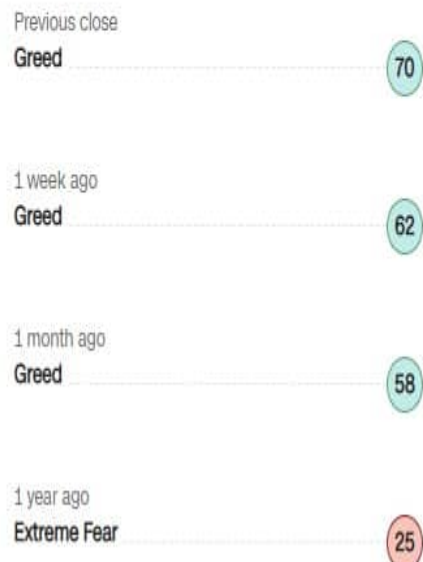 Previous close
Greed
70
1 week ago
Greed
62
1 month ago
Greed
58
1 year ago
Extreme Fear
25